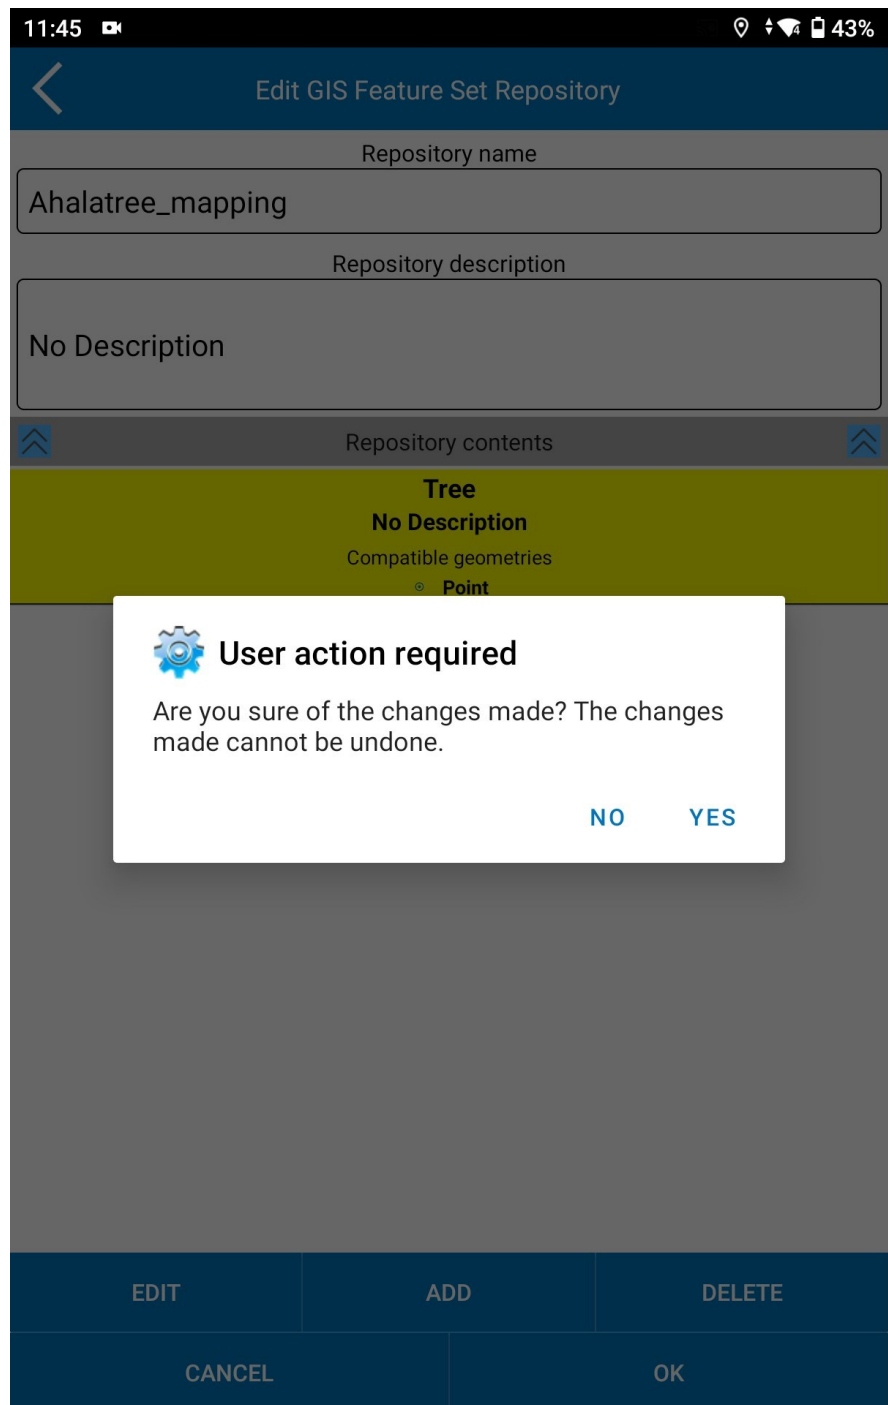 11:45
43%
Edit GIS Feature Set Repository
Repository name
Ahalatree_mapping
Repository description
No Description
Repository contents
Tree
No Description
Compatible geometries
Point
User action required
Are you sure of the changes made? The changes
made cannot be undone.
NO YES
EDIT ADD DELETE
CANCEL OK